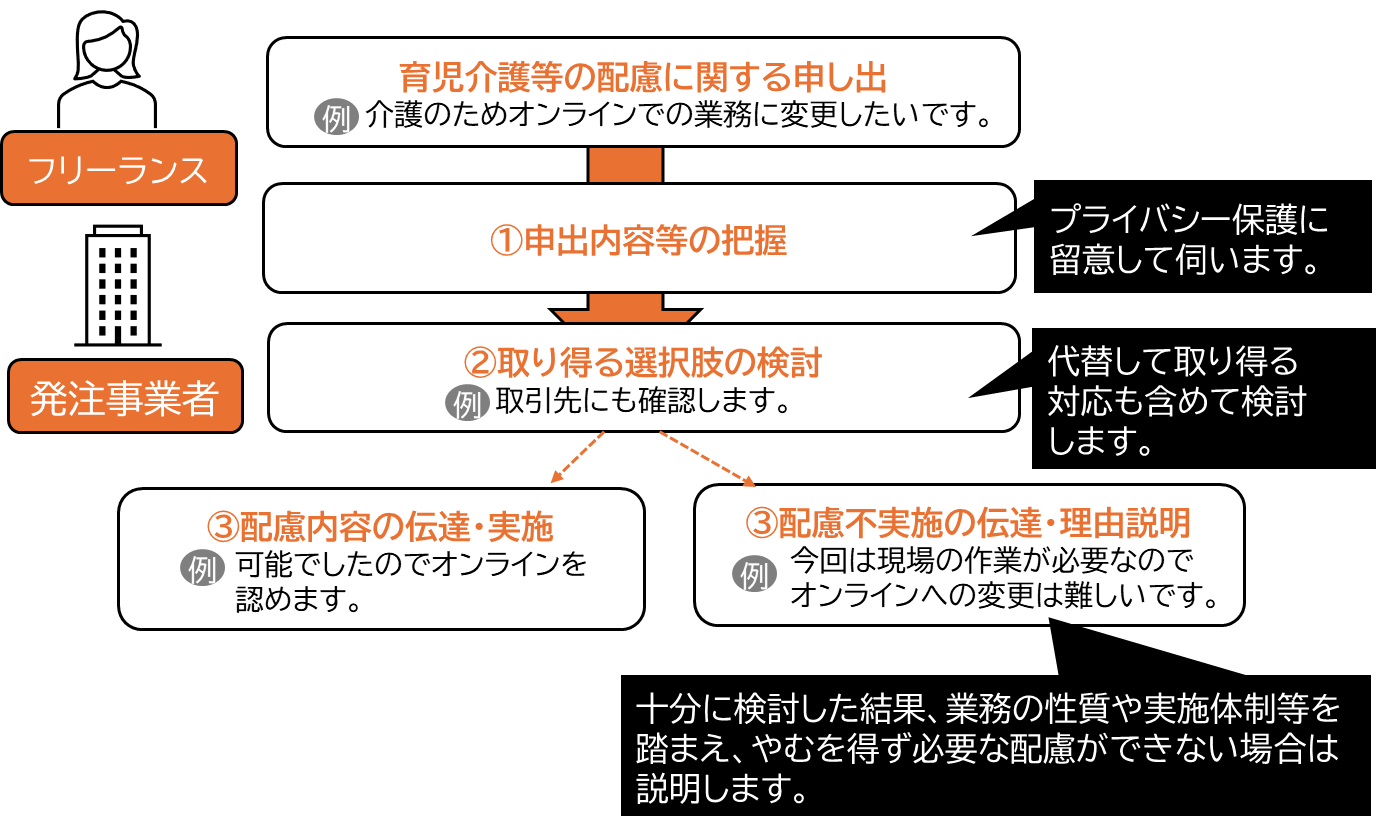 育児介護等の配慮に関する申し出
例 介護のためオンラインでの業務に変更したいです。
フリーランス
①申出内容等の把握
プライバシー保護に
留意して伺います。
発注事業者
②取り得る選択肢の検討
例 取引先にも確認します。
代替して取り得る
対応も含めて検討
します。
③配慮内容の伝達・実施
例 可能でしたのでオンラインを
認めます。
③配慮不実施の伝達・理由説明
例 今回は現場の作業が必要なので
オンラインへの変更は難しいです。
十分に検討した結果、業務の性質や実施体制等を
踏まえ、やむを得ず必要な配慮ができない場合は
説明します。